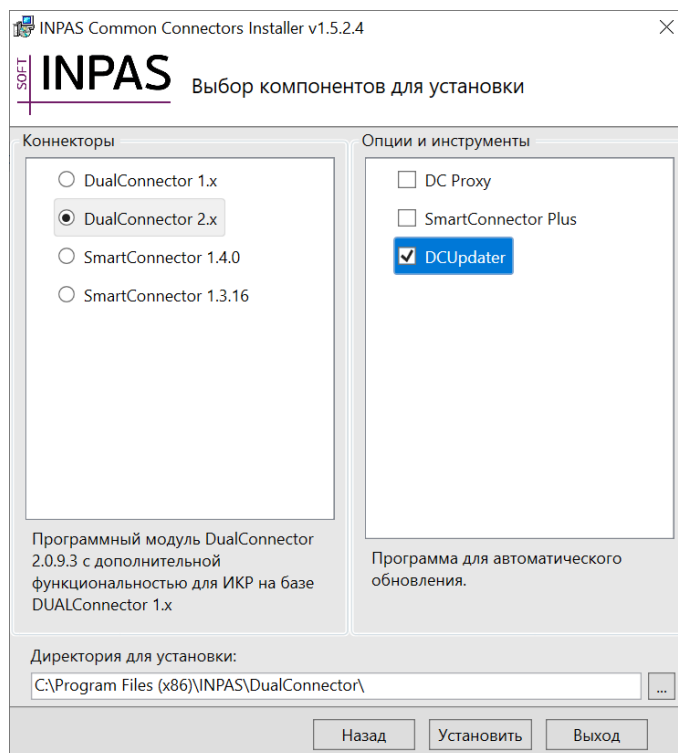 INPAS Common Connectors Installer v1.5.2.4
SOFT INPAS
Выбор компонентов для установки
Коннекторы
DualConnector 1.x
DualConnector 2.x
SmartConnector 1.4.0
SmartConnector 1.3.16
Программный модуль DualConnector
2.0.9.3 с дополнительной
функциональностью для ИКР на базе
DUALConnector 1.x
Опции и инструменты
DC Proxy
SmartConnector Plus
DCUpdater
Программа для автоматического
обновления.
Директория для установки:
C:\Program Files (x86)\INPAS\DualConnector\
...
Назад
Установить
Выход